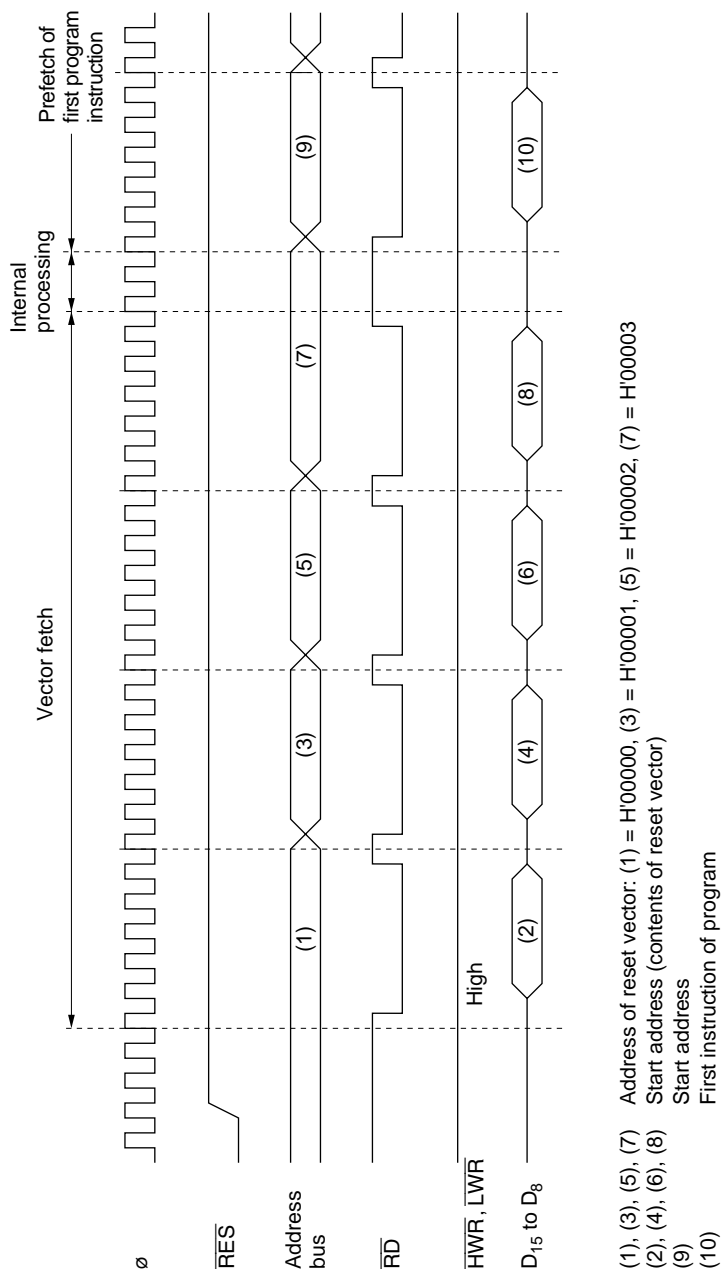 Vector fetch
Internal
processing
Prefetch of
first program
instruction
ø
RES
Address
bus
(1)
(3)
(5)
(7)
(9)
RD
HWR, LWR
High
D15 to D8
(2)
(4)
(6)
(8)
(10)
(1), (3), (5), (7) Address of reset vector: (1) = H'00000, (3) = H'00001, (5) = H'00002, (7) = H'00003
(2), (4), (6), (8) Start address (contents of reset vector)
(9) Start address
(10) First instruction of program